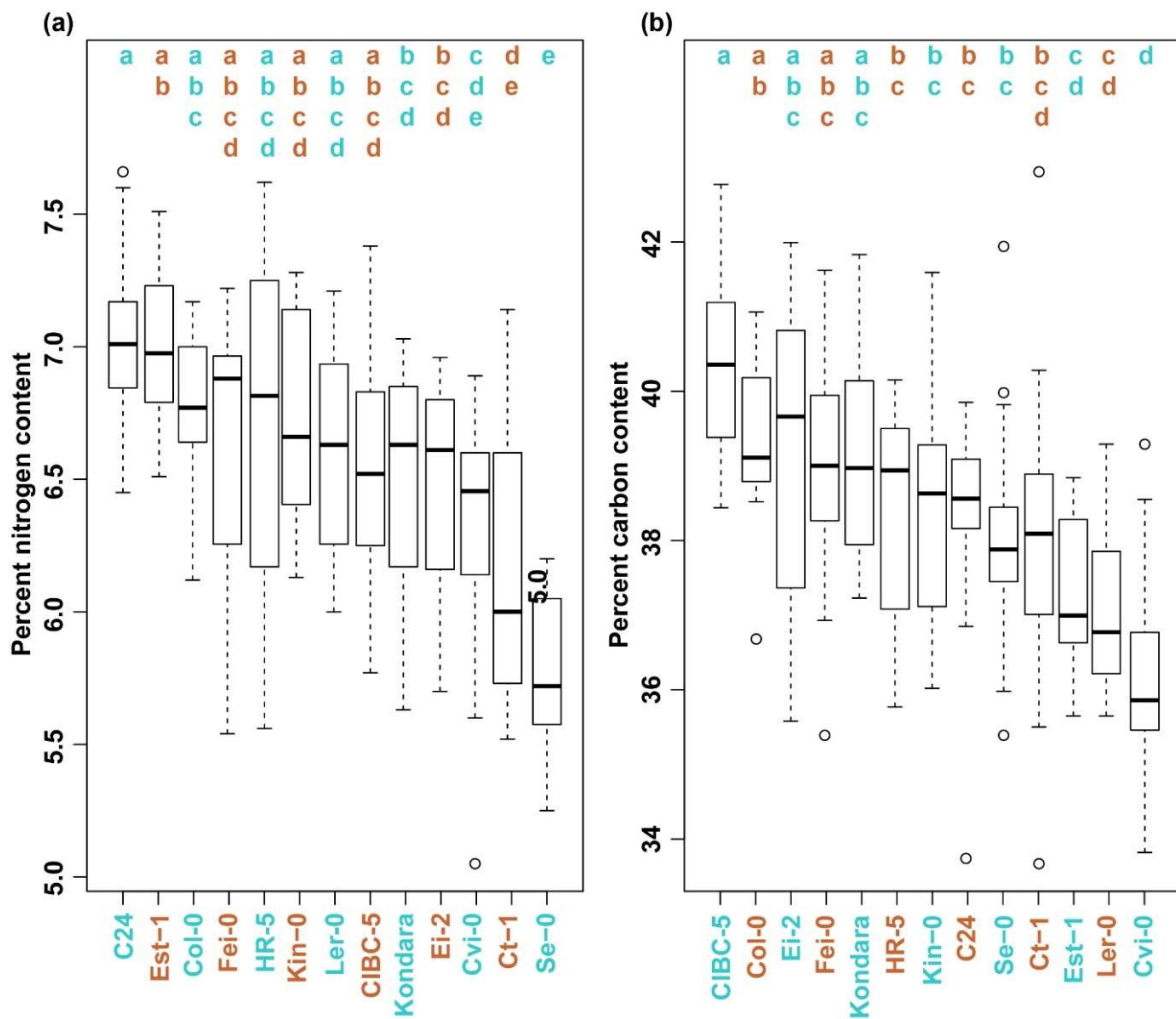 (a)
a a a a a a a a b b c d e
b b b b b b b c c d e
c c c c c c d d e
d d d d d
Percent nitrogen content
7.5
7.0
6.5
6.0
5.5
5.0
5.0
C24
Est−1
Col-0
Fei-0
HR-5
Kin−0
Ler-0
CIBC-5
Kondara
Ei-2
Cvi-0
Ct−1
Se−0
(b)
a a a a a b b b b b c c d
b b b b c c c c c d d
c c c d
Percent carbon content
42
40
38
36
34
CIBC-5
Col-0
Ei-2
Fei-0
Kondara
HR-5
Kin−0
C24
Se−0
Ct−1
Est−1
Ler-0
Cvi-0